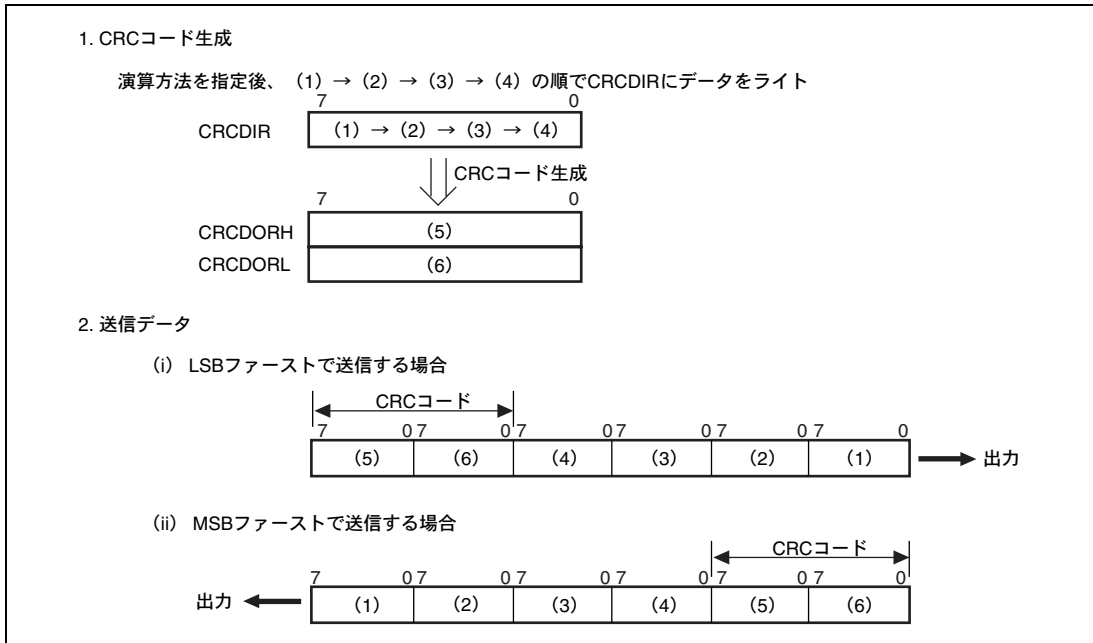 1. CRCコード生成
演算方法を指定後、（1）→（2）→（3）→（4）の順でCRCDIRにデータをライト
7 0
CRCDIR （1）→（2）→（3）→（4）
CRCコード生成
7 0
CRCDORH （5）
CRCDORL （6）
2. 送信データ
（i） LSBファーストで送信する場合
CRCコード
7 0 7 0 7 0 7 0 7 0 7 0
（5） （6） （4） （3） （2） （1） 出力
（ii） MSBファーストで送信する場合
CRCコード
7 0 7 0 7 0 7 0 7 0 7 0
出力 （1） （2） （3） （4） （5） （6）